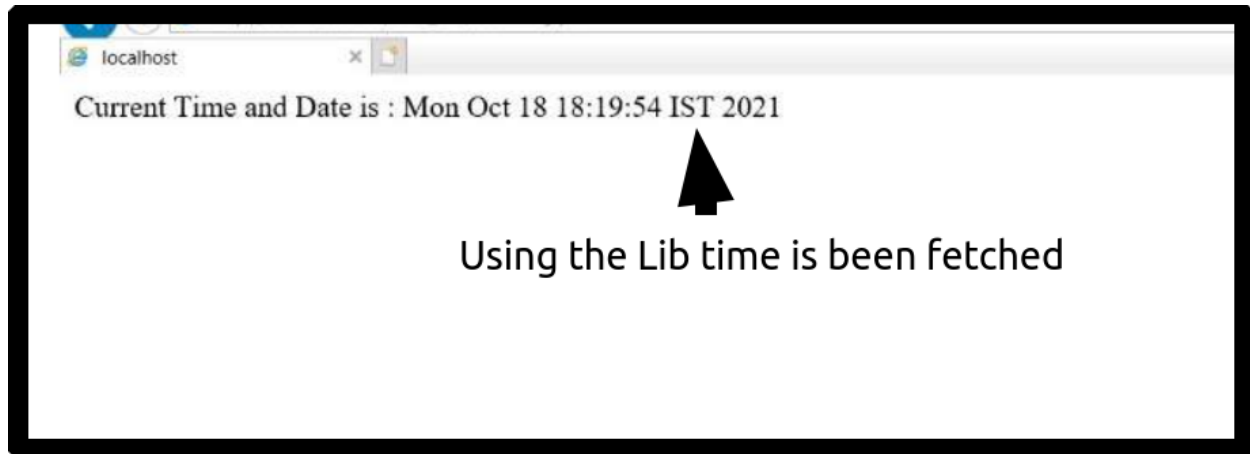 localhost
Current Time and Date is : Mon Oct 18 18:19:54 IST 2021
Using the Lib time is been fetched